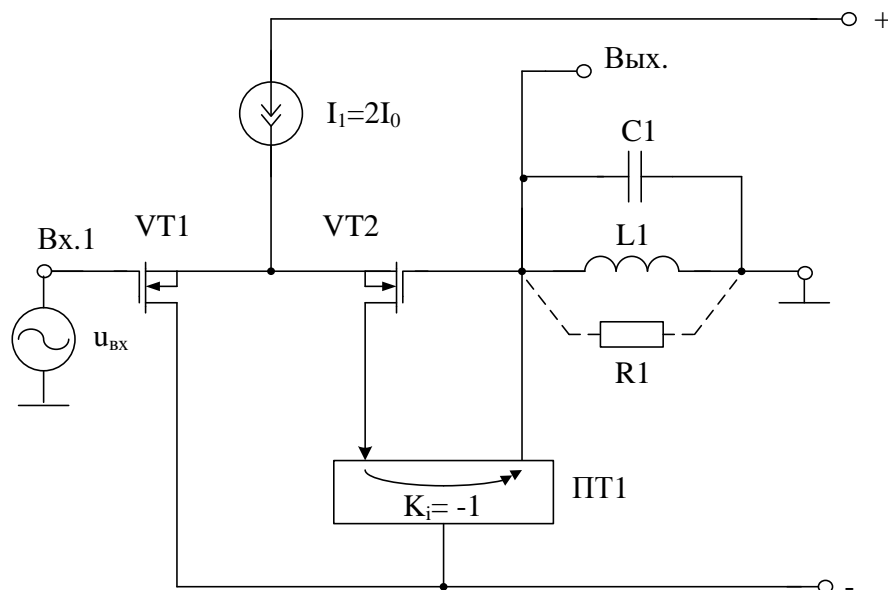 +
Вых.
I₁=2I₀
C1
VT1
VT2
L1
Вх.1
uвх
R1
ПТ1
Kᵢ= -1
-